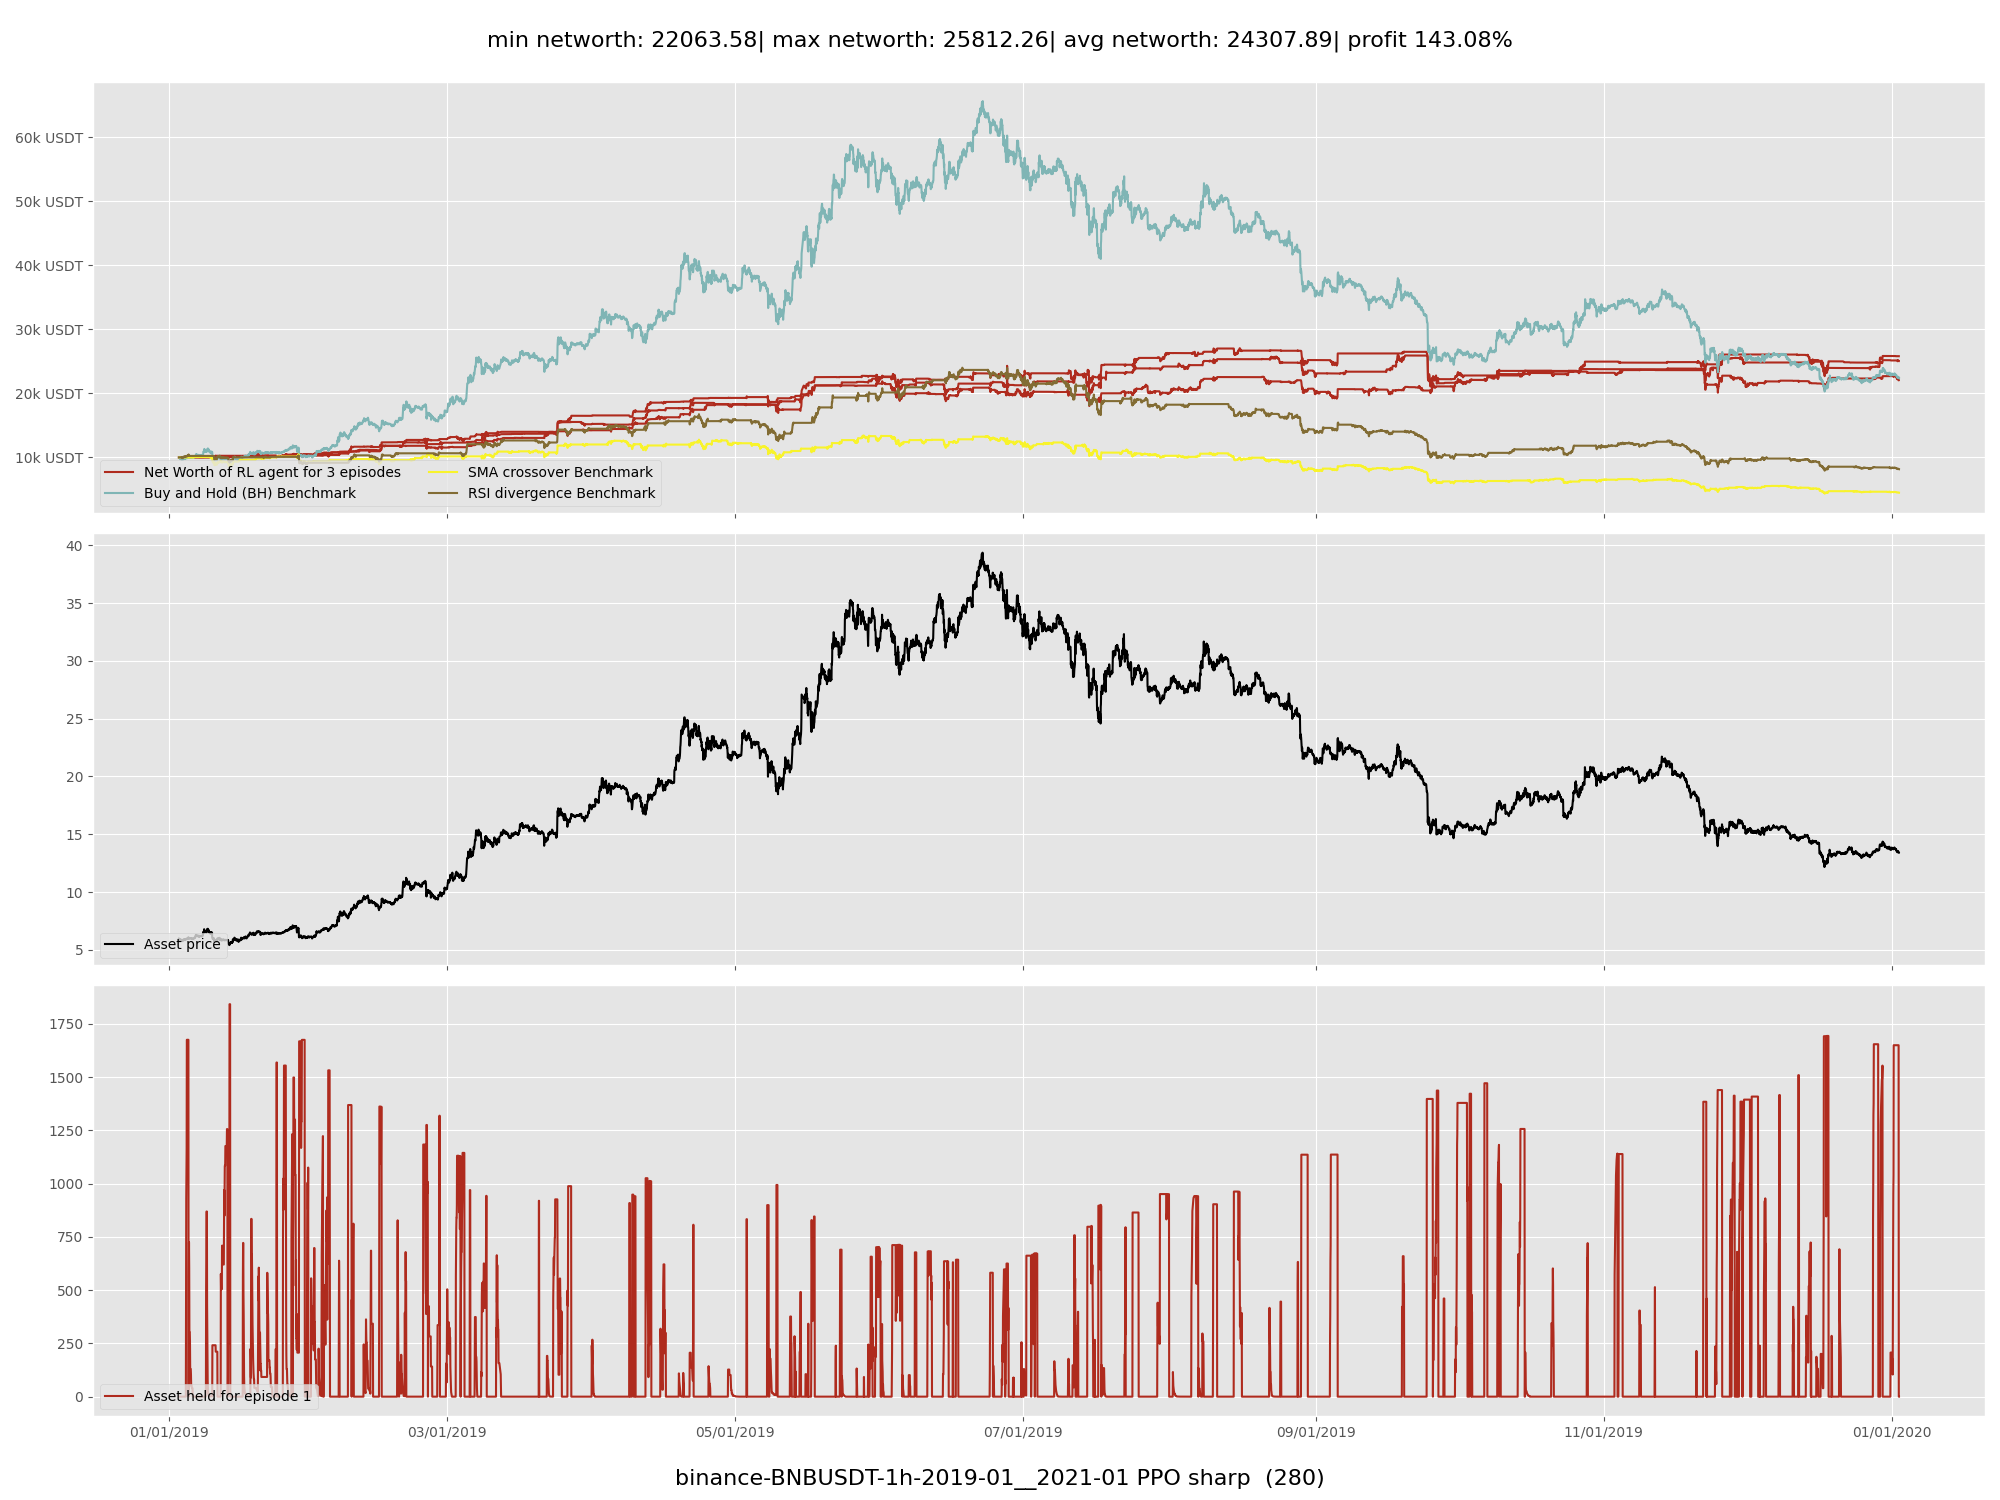 min networth: 22063.58| max networth: 25812.26| avg networth: 24307.89| profit 143.08%
60k USDT
50k USDT
40k USDT
30k USDT
20k USDT
10k USDT
Net Worth of RL agent for 3 episodes
Buy and Hold (BH) Benchmark
SMA crossover Benchmark
RSI divergence Benchmark
40
35
30
25
20
15
10
5
Asset price
1750
1500
1250
1000
750
500
250
0
Asset held for episode 1
01/01/2019 03/01/2019 05/01/2019 07/01/2019 09/01/2019 11/01/2019 01/01/2020
binance-BNBUSDT-1h-2019-01__2021-01 PPO sharp (280)